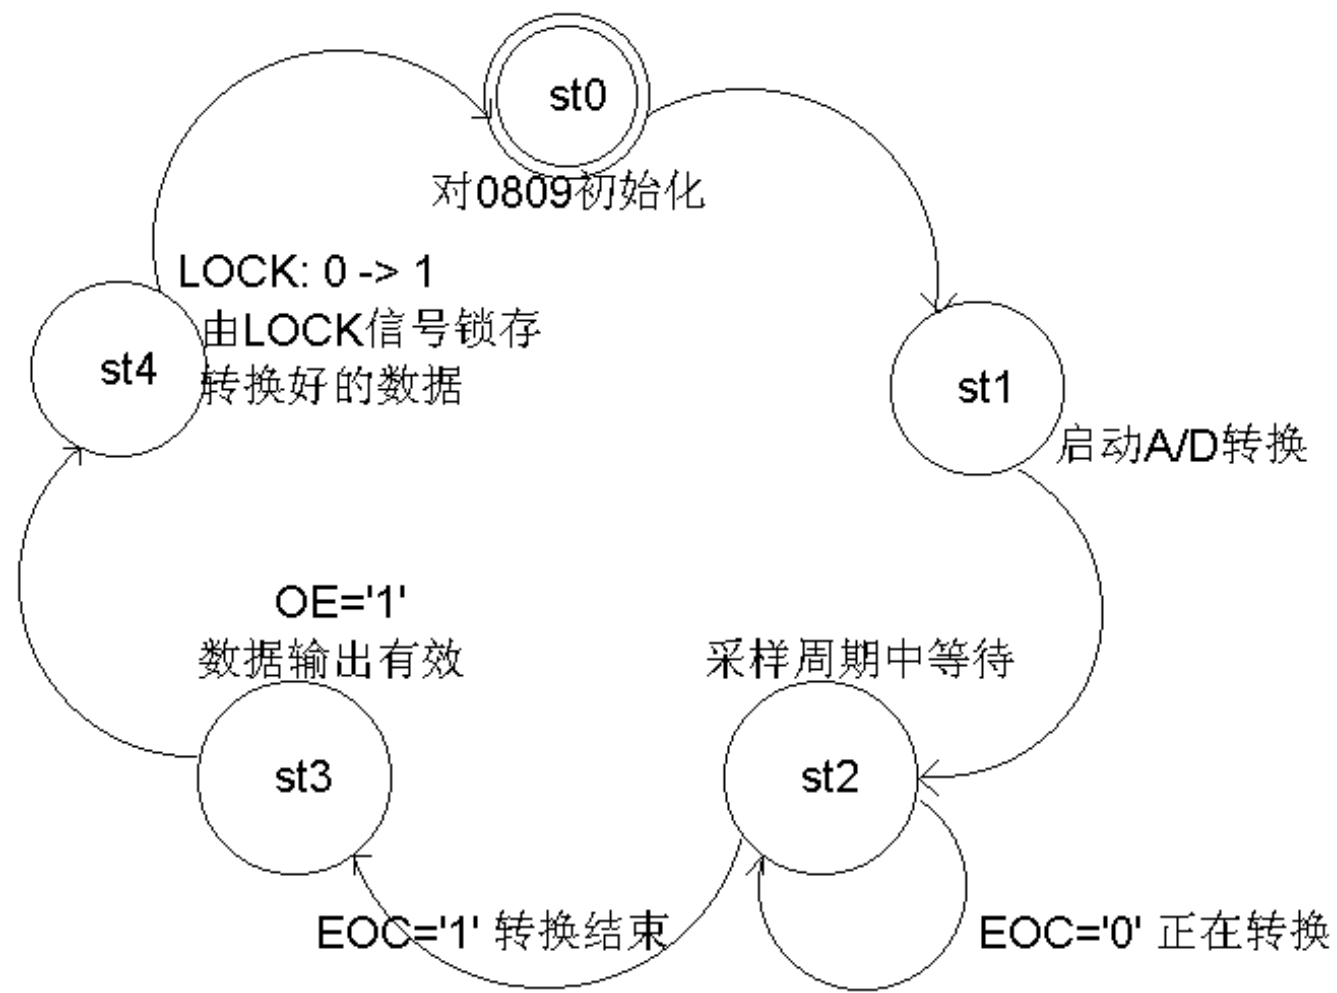 st0
对0809初始化
LOCK: 0 -> 1
由LOCK信号锁存
转换好的数据
st4
st1
启动A/D转换
OE='1'
数据输出有效
采样周期中等待
st3
st2
EOC='1' 转换结束
EOC='0' 正在转换